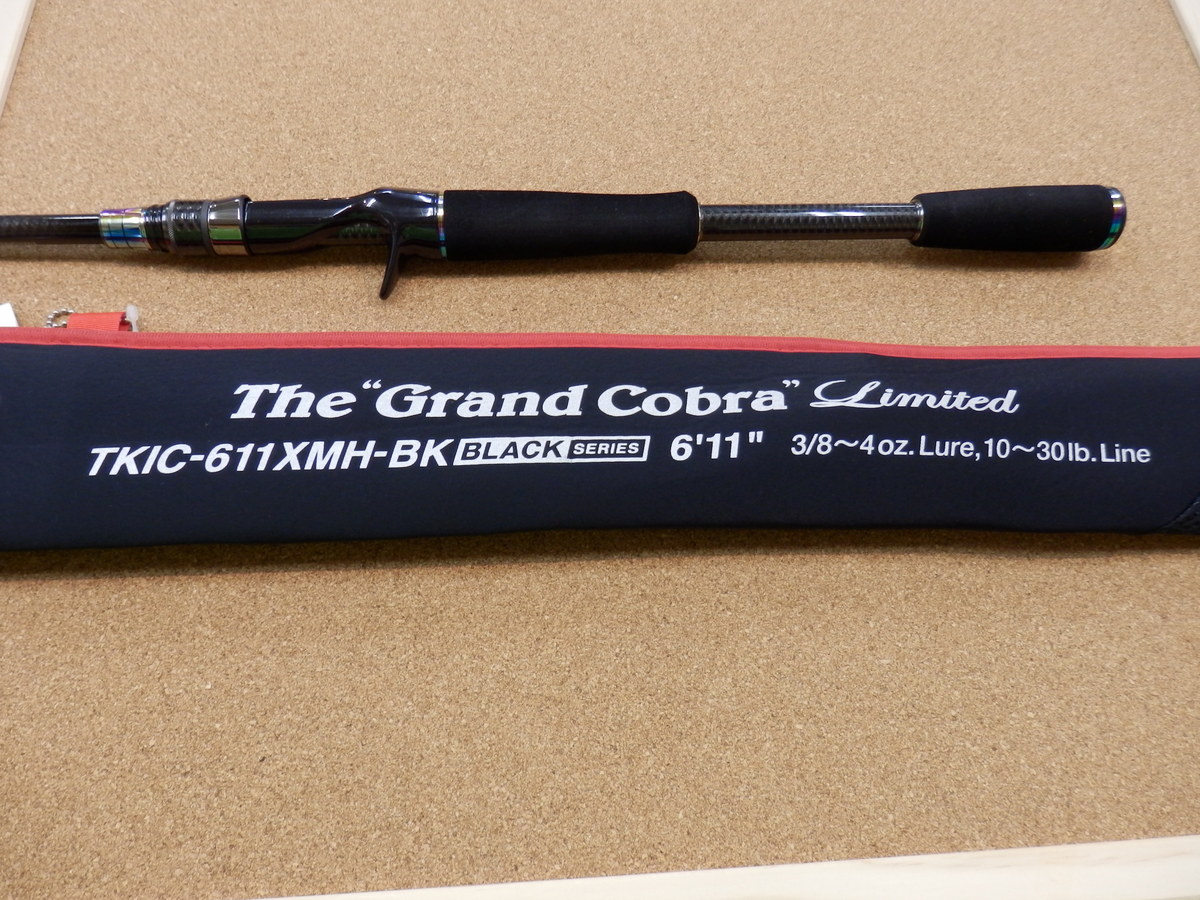 The “Grand Cobra” Limited
TKIC-611XMH-BK BLACK SERIES 6'11" 3/8～4oz. Lure, 10～30lb. Line